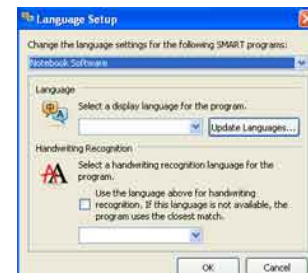 Language Setup
Change the language settings for the following SMART programs:
Notebook Software
Language
Select a display language for the program.
Update Languages...
Handwriting Recognition
Select a handwriting recognition language for the
program.
Use the language above for handwriting
recognition. If this language is not available, the
program uses the closest match.
OK
Cancel